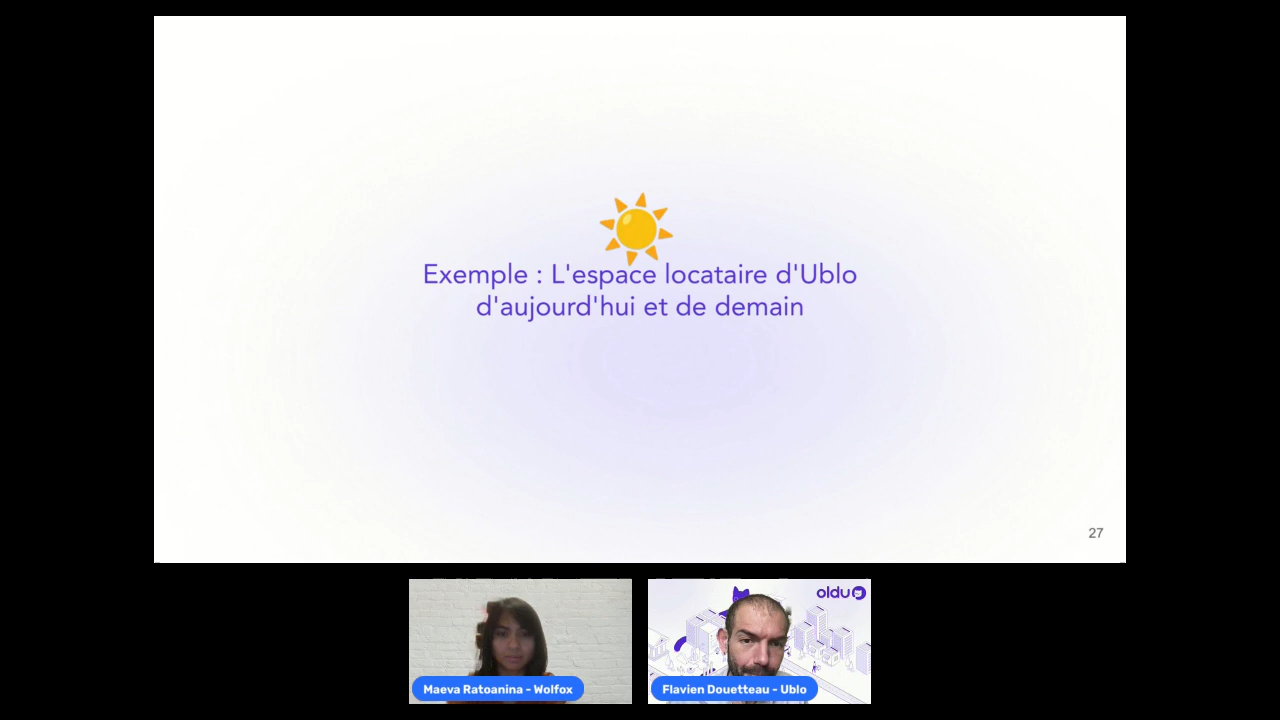 Exemple : L'espace locataire d'Ublo
d'aujourd'hui et de demain
27
oldu
Maeva Ratoanina - Wolfox
Flavien Douetteau - Ublo